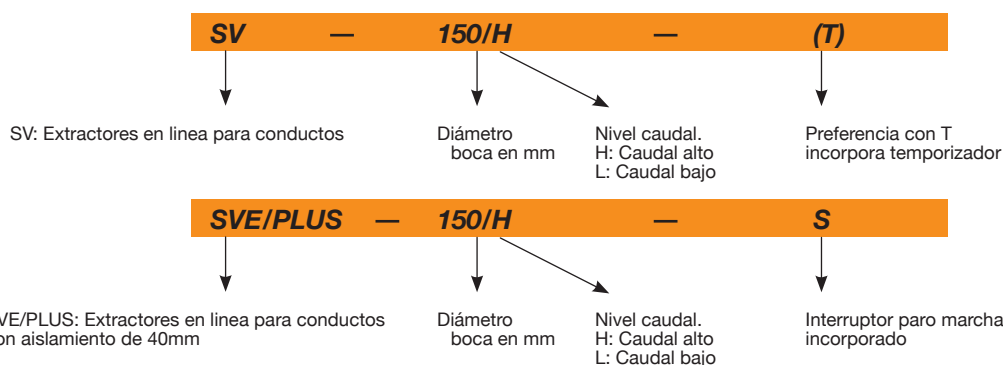 SV — 150/H — (T)
SV: Extractores en linea para conductos
Diámetro
boca en mm
Nivel caudal.
H: Caudal alto
L: Caudal bajo
Preferencia con T
incorpora temporizador
SVE/PLUS — 150/H — S
VE/PLUS: Extractores en linea para conductos
on aislamiento de 40mm
Diámetro
boca en mm
Nivel caudal.
H: Caudal alto
L: Caudal bajo
Interruptor paro marcha
incorporado